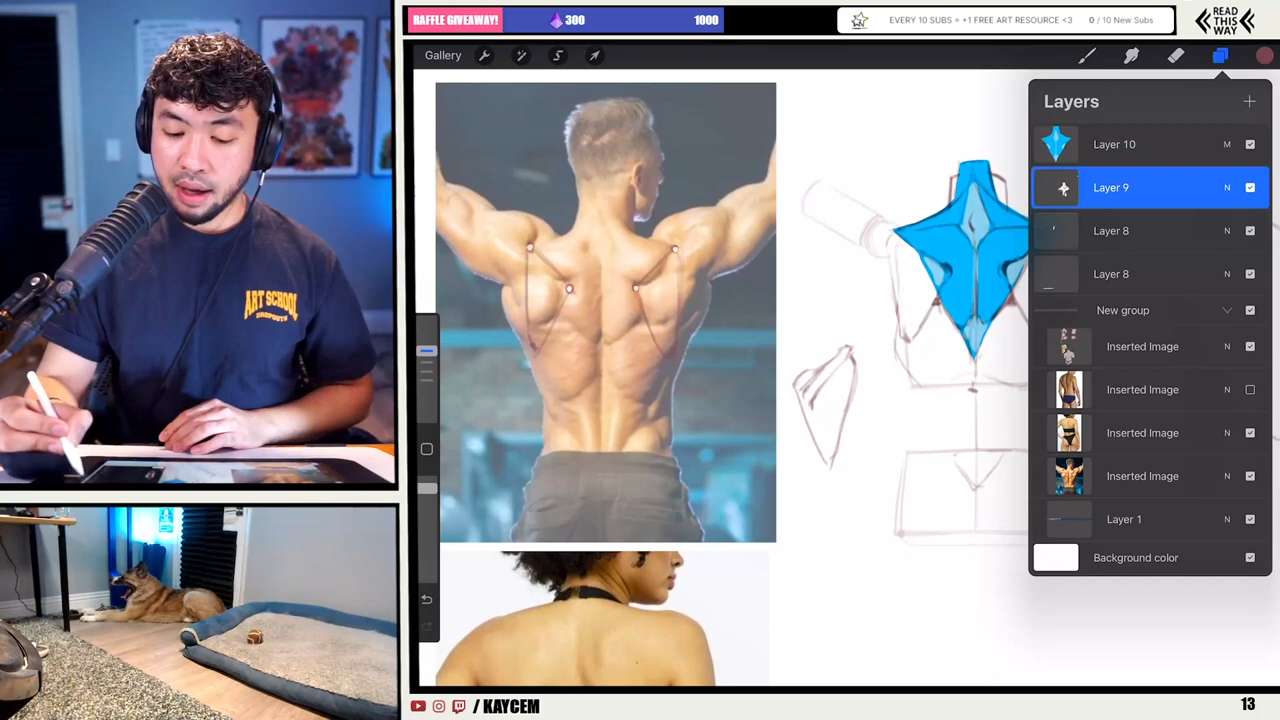 RAFFLE GIVEAWAY!
300
1000
EVERY 10 SUBS = +1 FREE ART RESOURCE <3
0 / 10 New Subs
READ
THIS
WAY
Gallery
Layers
Layer 10
M
Layer 9
N
Layer 8
N
Layer 8
N
New group
Inserted Image
N
Inserted Image
N
Inserted Image
N
Inserted Image
N
Layer 1
N
Background color
ART SCHOOL
DROPOUTS
/ KAYCEM
13